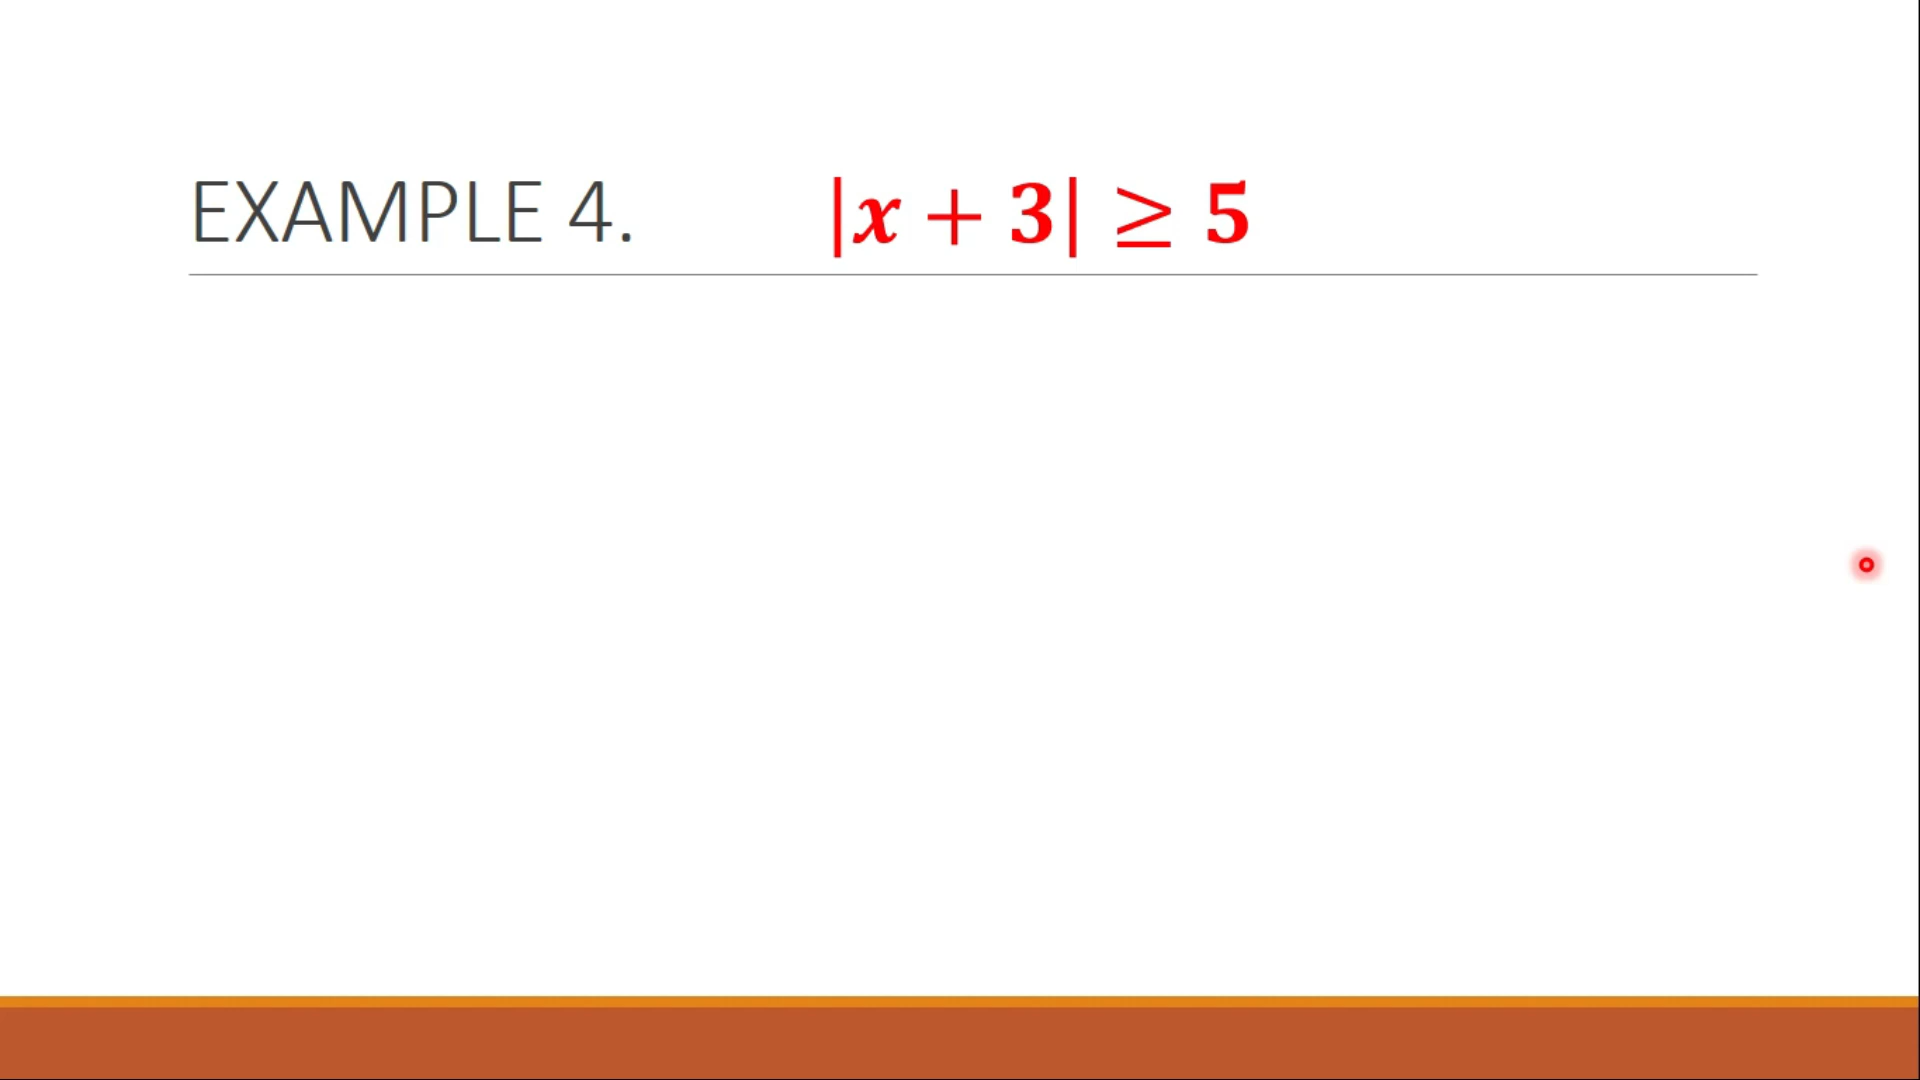 EXAMPLE 4. |x + 3| ≥ 5